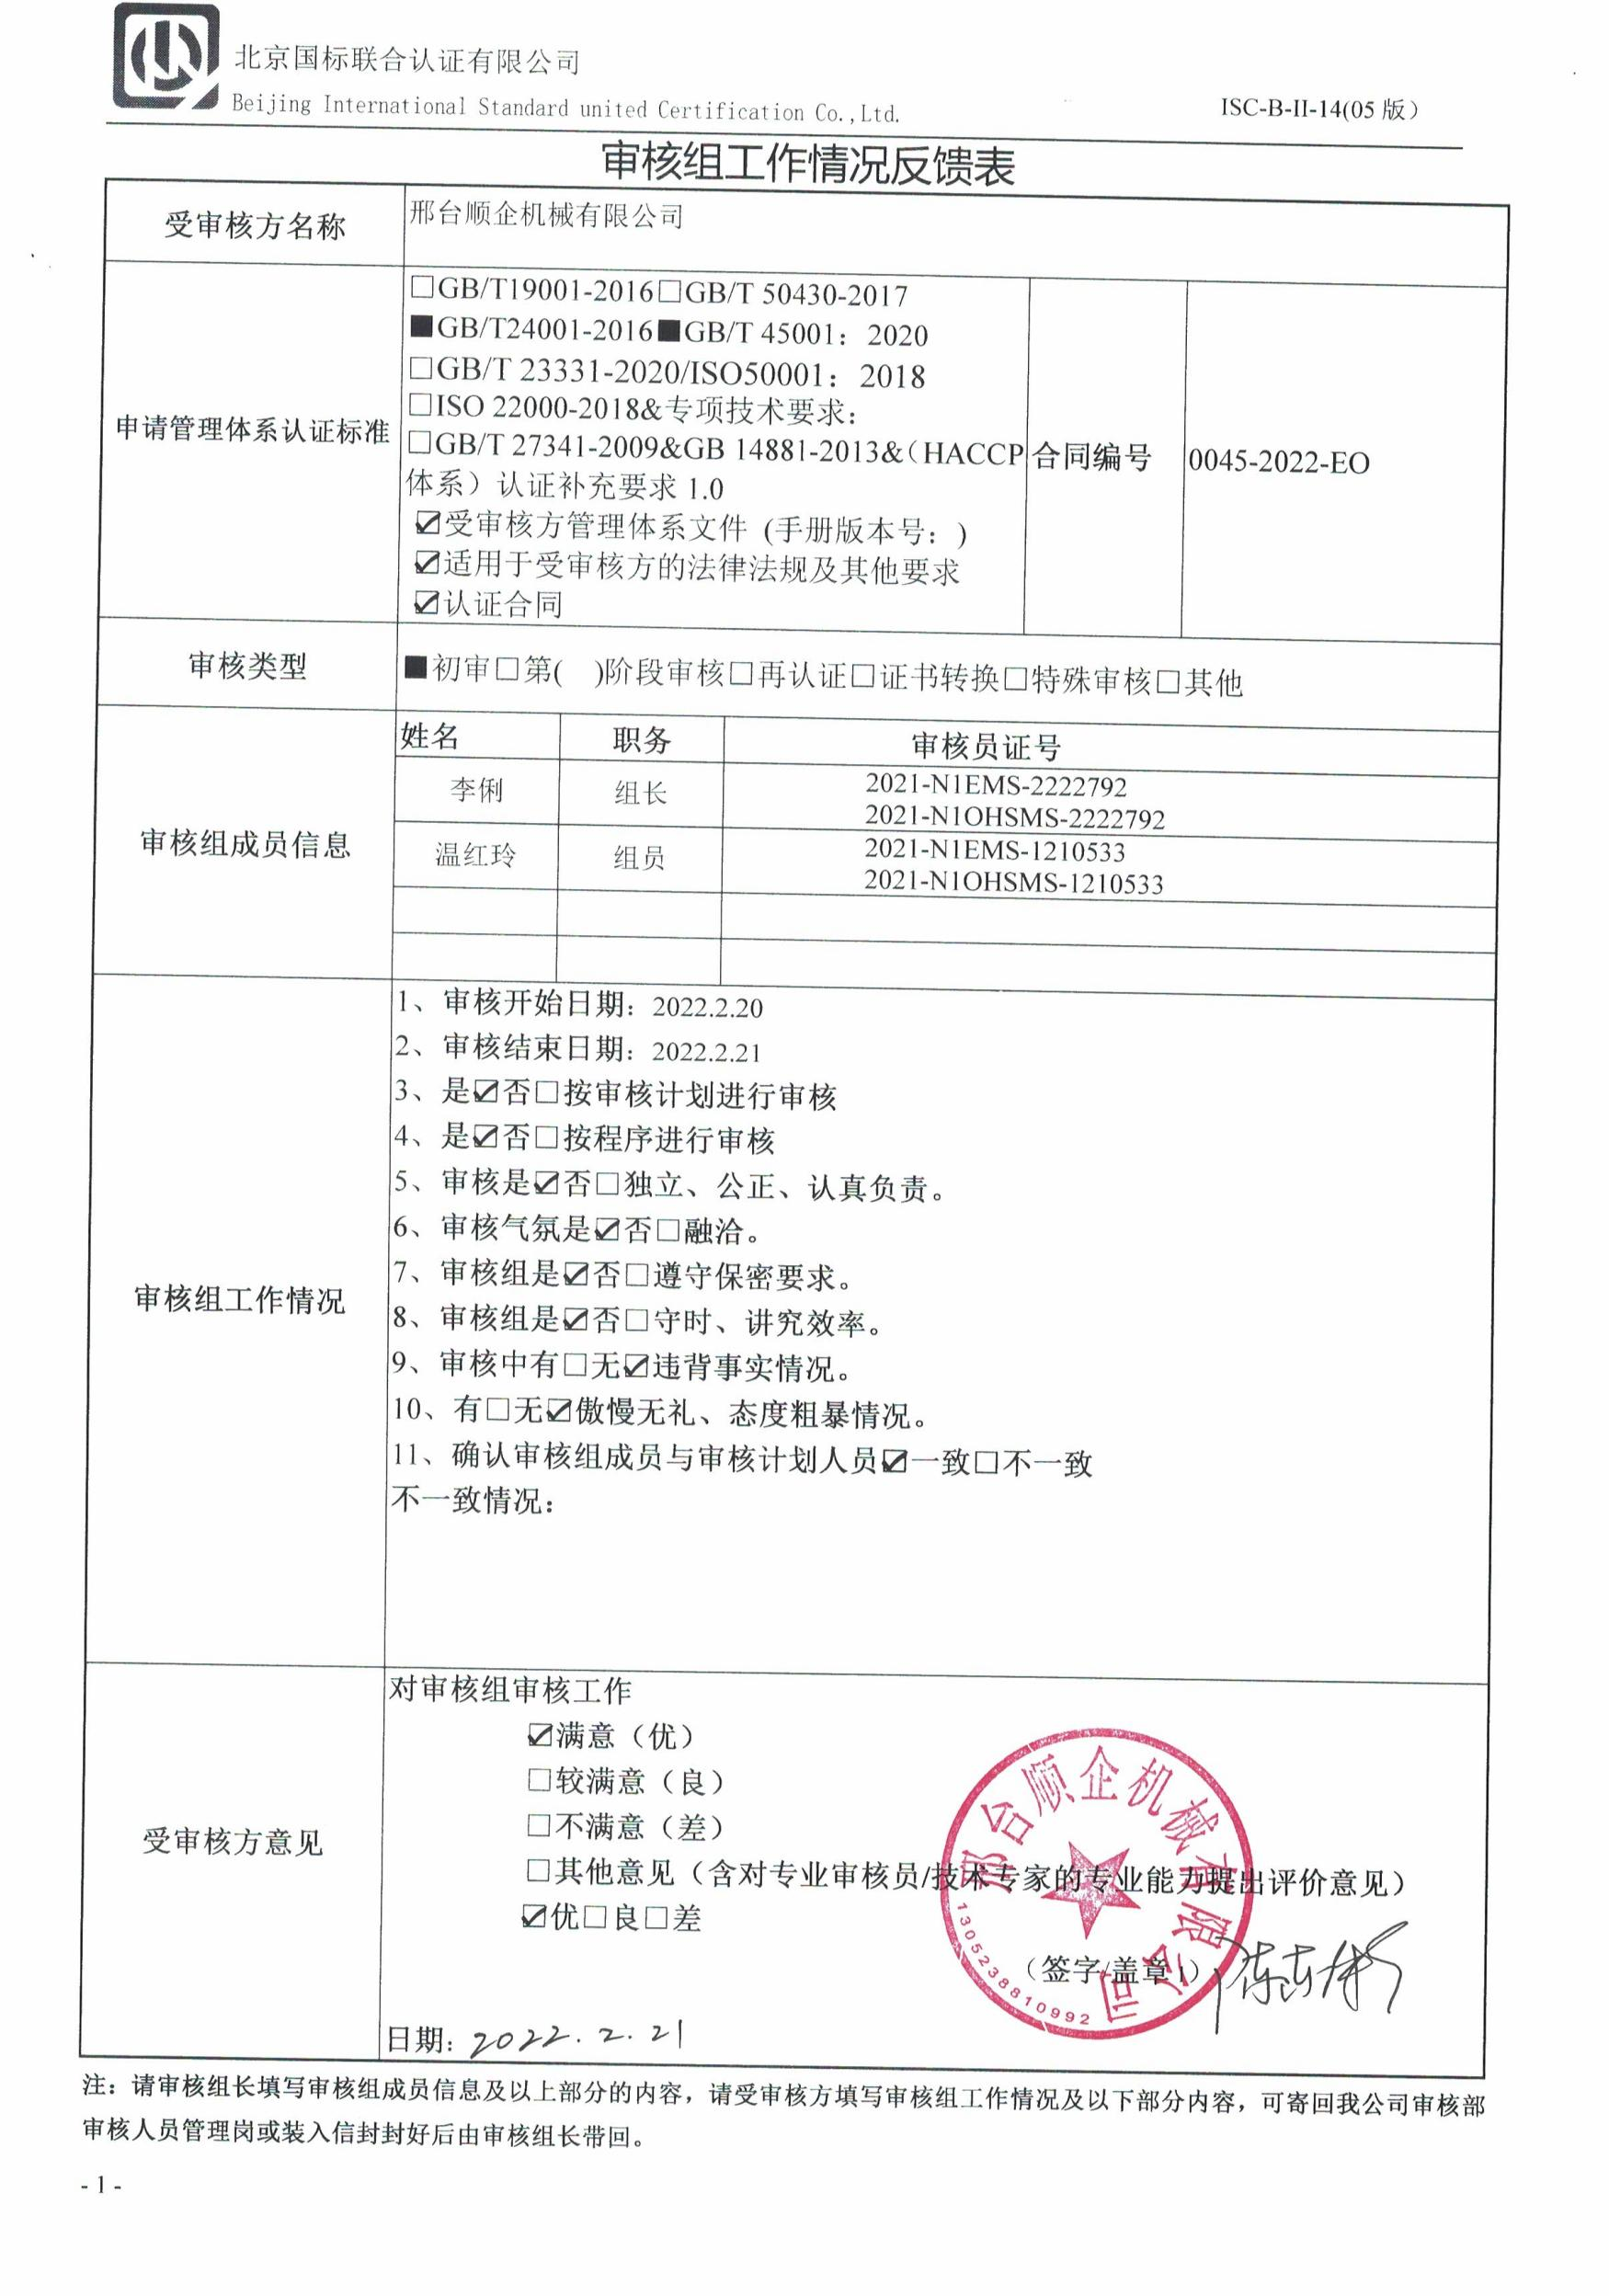 北京国标联合认证有限公司
Beijing International Standard united Certification Co.,Ltd.
ISC-B-II-14(05 版)
审核组工作情况反馈表
受审核方名称
邢台顺企机械有限公司
申请管理体系认证标准
□GB/T19001-2016□GB/T 50430-2017
■GB/T24001-2016■GB/T 45001：2020
□GB/T 23331-2020/ISO50001：2018
□ISO 22000-2018&专项技术要求:
□GB/T 27341-2009&GB 14881-2013&（HACCP
体系）认证补充要求 1.0
☑受审核方管理体系文件 (手册版本号：)
☑适用于受审核方的法律法规及其他要求
☑认证合同
合同编号
0045-2022-EO
审核类型
■初审□第( )阶段审核□再认证□证书转换□特殊审核□其他
审核组成员信息
姓名 职务 审核员证号
李俐 组长 2021-N1EMS-2222792
2021-N1OHSMS-2222792
温红玲 组员 2021-N1EMS-1210533
2021-N1OHSMS-1210533
审核组工作情况
1、审核开始日期：2022.2.20
2、审核结束日期：2022.2.21
3、是☑否□按审核计划进行审核
4、是☑否□按程序进行审核
5、审核是☑否□独立、公正、认真负责。
6、审核气氛是☑否□融洽。
7、审核组是☑否□遵守保密要求。
8、审核组是☑否□守时、讲究效率。
9、审核中有□无☑违背事实情况。
10、有□无☑傲慢无礼、态度粗暴情况。
11、确认审核组成员与审核计划人员☑一致□不一致
不一致情况：
受审核方意见
对审核组审核工作
☑满意（优）
□较满意（良）
□不满意（差）
□其他意见（含对专业审核员/技术专家的专业能力提出评价意见）
☑优□良□差
（签字/盖章）
日期：2022.2.21
邢台顺企机械有限公司
1305238810992
注：请审核组长填写审核组成员信息及以上部分的内容，请受审核方填写审核组工作情况及以下部分内容，可寄回我公司审核部
审核人员管理岗或装入信封封好后由审核组长带回。
- 1 -